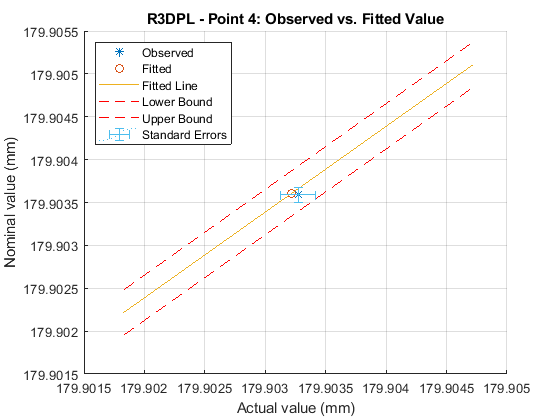 R3DPL - Point 4: Observed vs. Fitted Value
179.9055
179.905
179.9045
179.904
179.9035
179.903
179.9025
179.902
179.9015
Nominal value (mm)
Observed
Fitted
Fitted Line
Lower Bound
Upper Bound
Standard Errors
179.9015 179.902 179.9025 179.903 179.9035 179.904 179.9045 179.905
Actual value (mm)